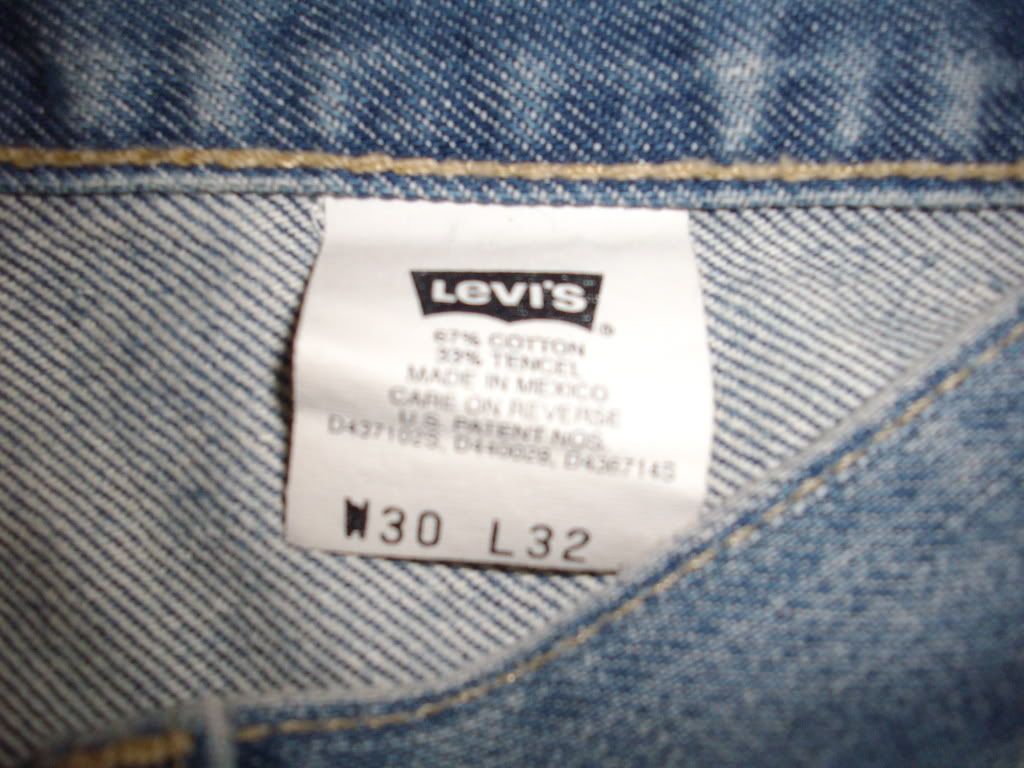 LEVI'S
®
67% COTTON
33% TENCEL
MADE IN MEXICO
CARE ON REVERSE
U.S. PATENT NOS.
W30 L32